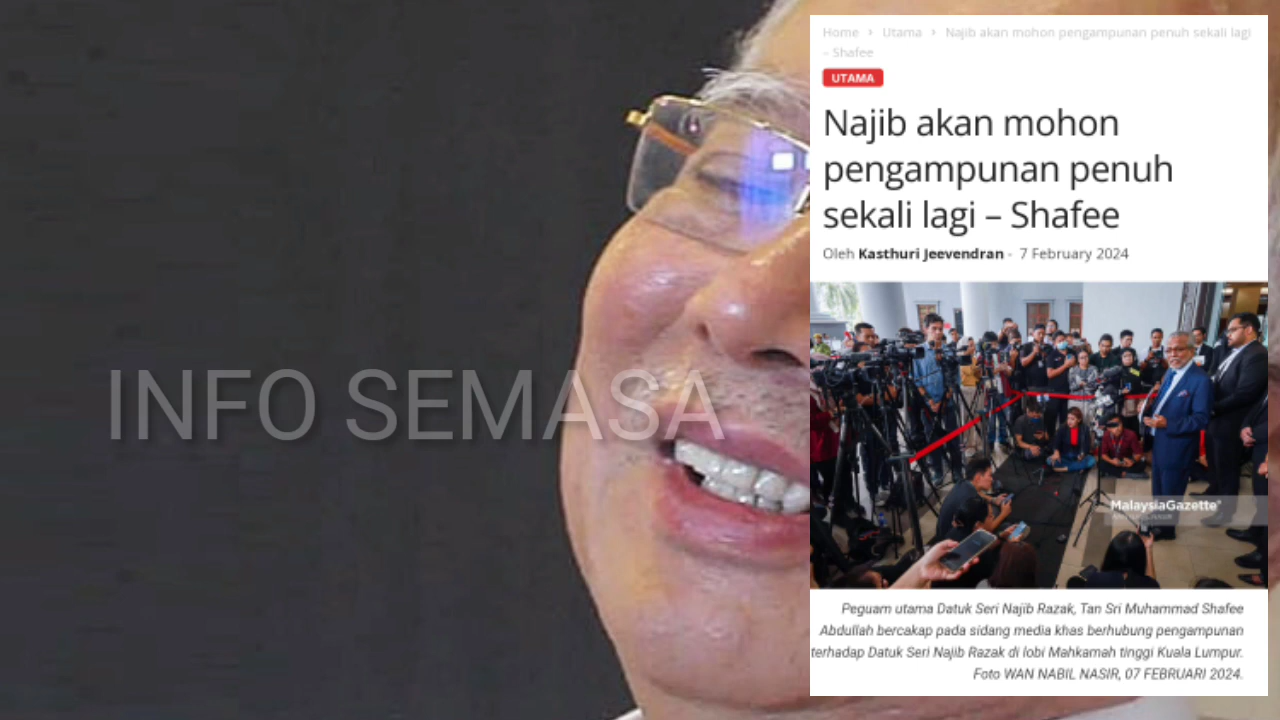 Home › Utama › Najib akan mohon pengampunan penuh sekali lagi
– Shafee
UTAMA
Najib akan mohon
pengampunan penuh
sekali lagi – Shafee
Oleh Kasthuri Jeevendran - 7 February 2024
INFO SEMASA
MalaysiaGazette
Peguam utama Datuk Seri Najib Razak, Tan Sri Muhammad Shafee
Abdullah bercakap pada sidang media khas berhubung pengampunan
terhadap Datuk Seri Najib Razak di lobi Mahkamah tinggi Kuala Lumpur.
Foto WAN NABIL NASIR, 07 FEBRUARI 2024.